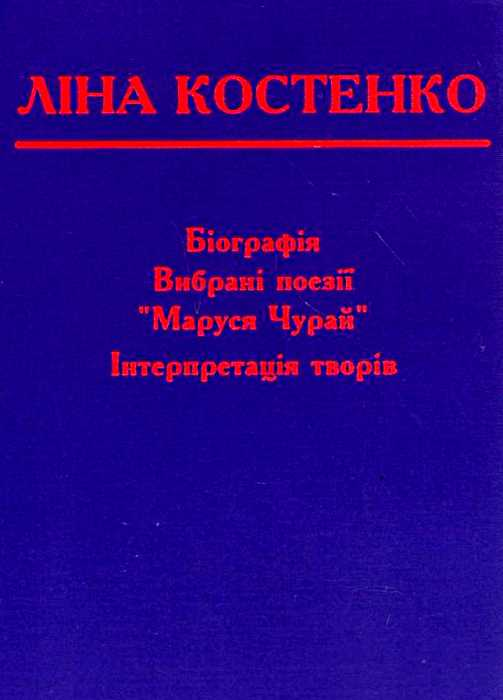 ЛІНА КОСТЕНКО
Біографія
Вибрані поезії
"Маруся Чурай"
Інтерпретація творів